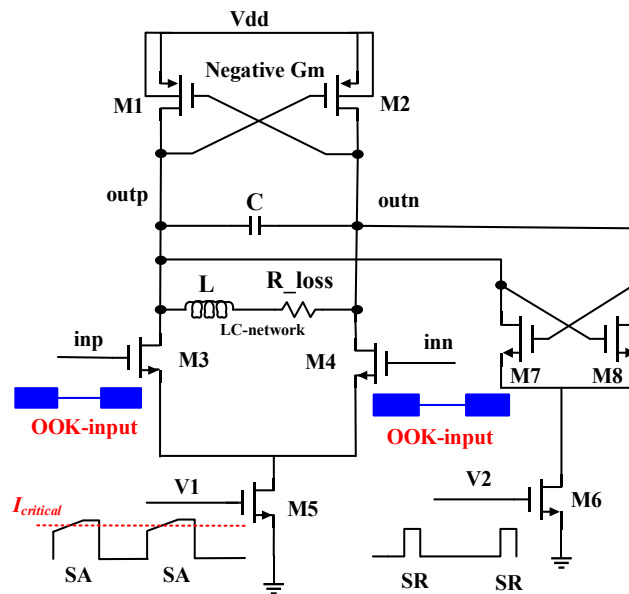 Vdd
Negative Gm
M1
M2
outp
C
outn
L
R_loss
LC-network
inp
M3
M4
inn
M7
M8
OOK-input
OOK-input
V1
M5
V2
M6
I_critical
SA
SA
SR
SR